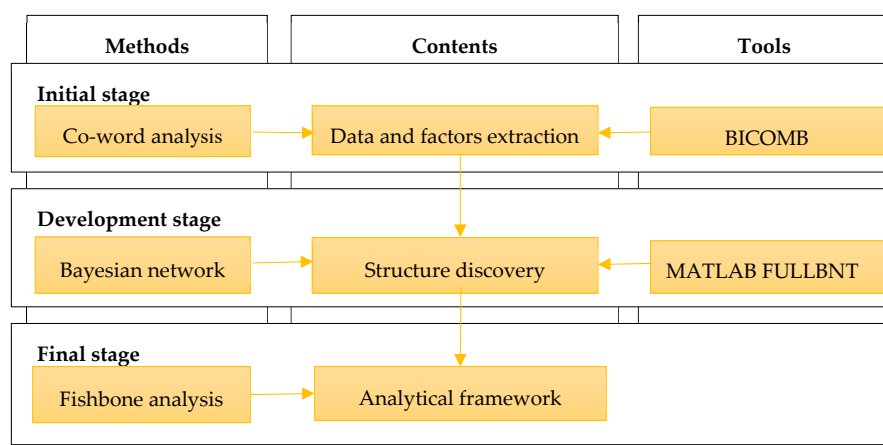 Methods
Contents
Tools
Initial stage
Co-word analysis
Data and factors extraction
BICOMB
Development stage
Bayesian network
Structure discovery
MATLAB FULLBNT
Final stage
Fishbone analysis
Analytical framework